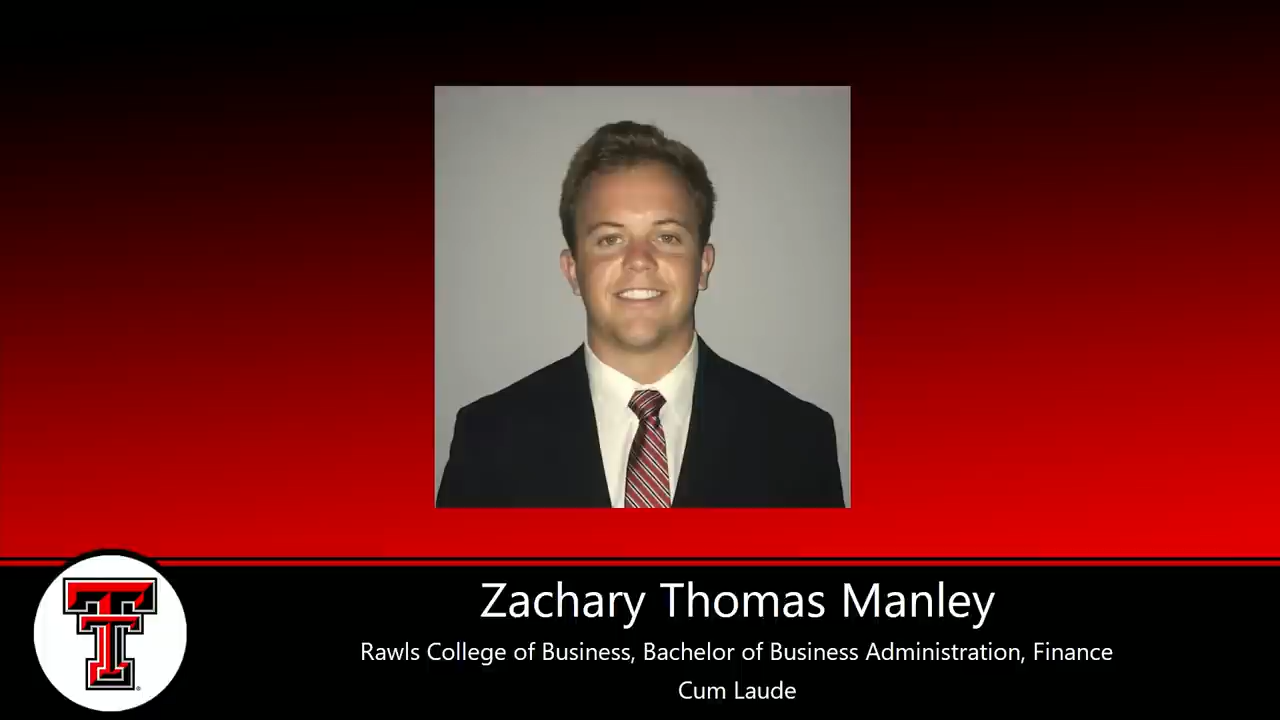 Zachary Thomas Manley
Rawls College of Business, Bachelor of Business Administration, Finance
Cum Laude